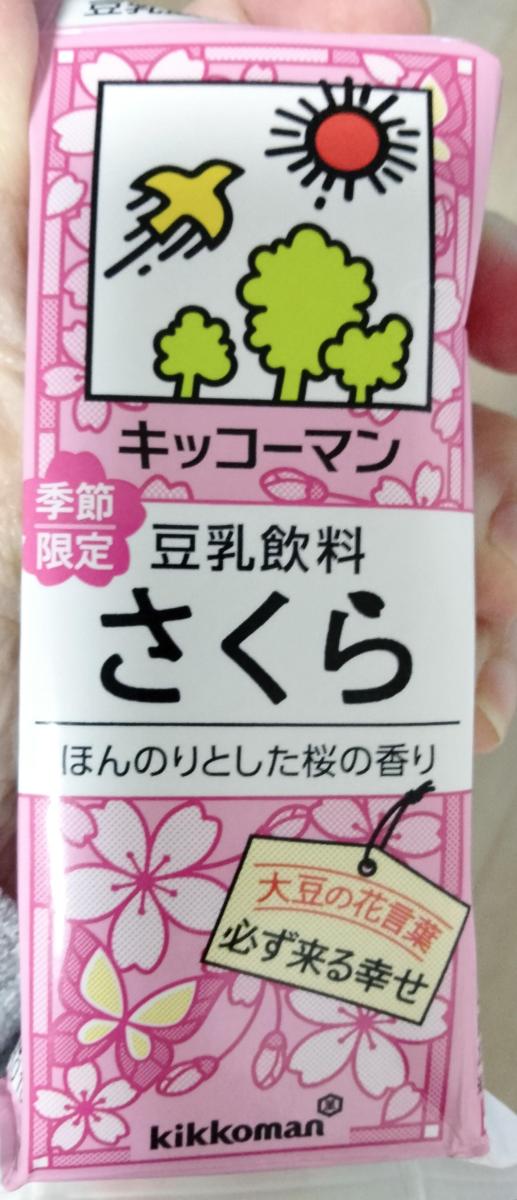 キッコーマン
季節
限定
豆乳飲料
さくら
ほんのりとした桜の香り
大豆の花言葉
必ず来る幸せ
kikkoman